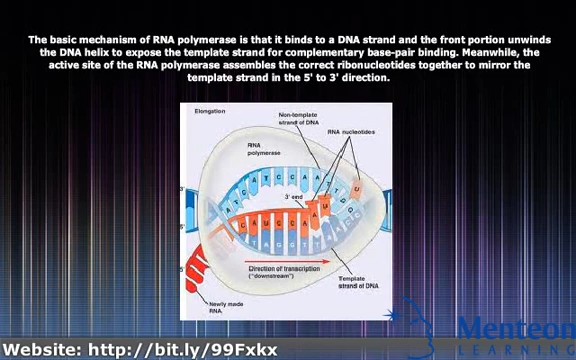 The basic mechanism of RNA polymerase is that it binds to a DNA strand and the front portion unwinds
the DNA helix to expose the template strand for complementary base-pair binding. Meanwhile, the
active site of the RNA polymerase assembles the correct ribonucleotides together to mirror the
template strand in the 5' to 3' direction.
Elongation
Non-template
strand of DNA
RNA nucleotides
RNA
polymerase
A T C C A A
3' end
C A U C C A
T A G G T T
Direction of transcription
("downstream")
Template
strand of DNA
Newly made
RNA
Menteon
LEARNING
Website: http://bit.ly/99Fxkx